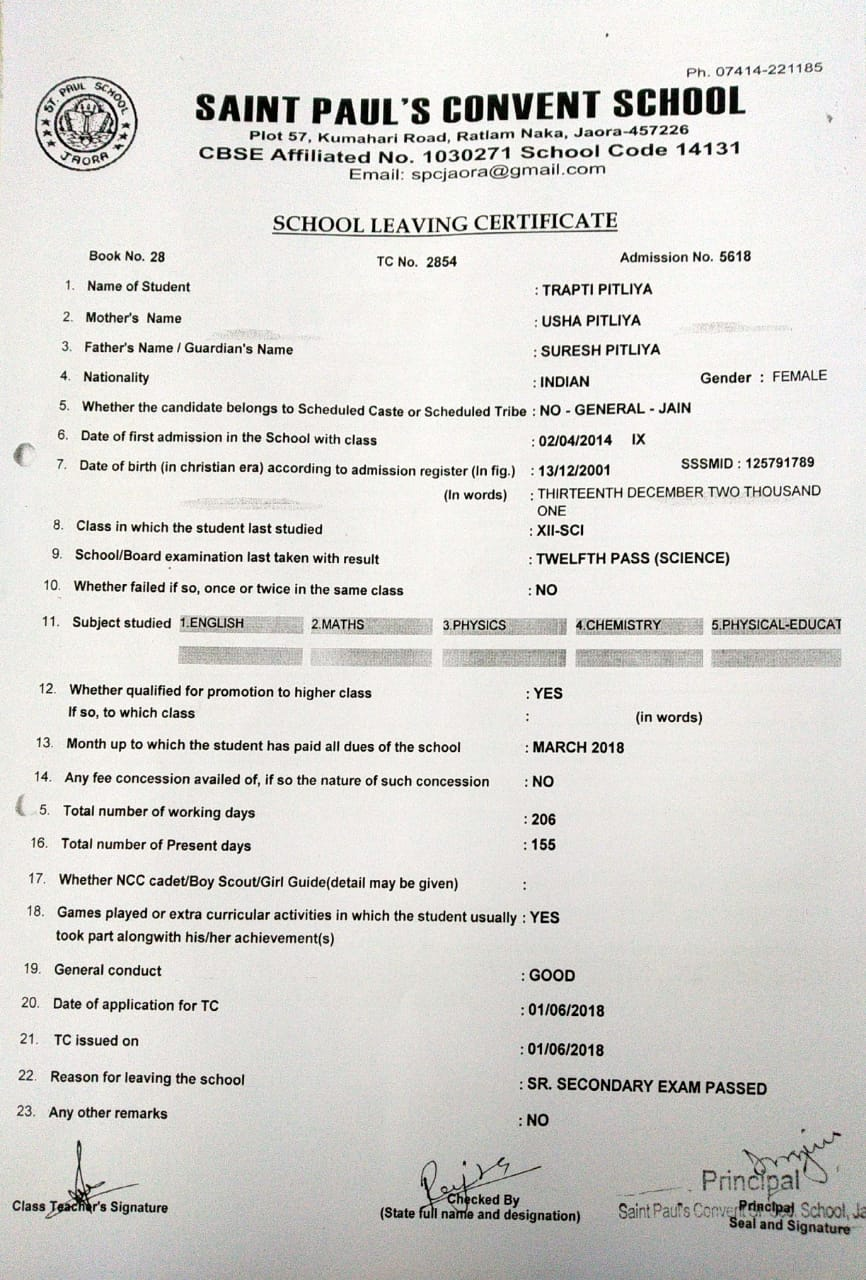 Ph. 07414-221185
ST. PAUL SCHOOL
JAORA
SAINT PAUL'S CONVENT SCHOOL
Plot 57, Kumahari Road, Ratlam Naka, Jaora-457226
CBSE Affiliated No. 1030271 School Code 14131
Email: spcjaora@gmail.com
SCHOOL LEAVING CERTIFICATE
Book No. 28 TC No. 2854 Admission No. 5618
1. Name of Student : TRAPTI PITLIYA
2. Mother's Name : USHA PITLIYA
3. Father's Name / Guardian's Name : SURESH PITLIYA
4. Nationality : INDIAN Gender : FEMALE
5. Whether the candidate belongs to Scheduled Caste or Scheduled Tribe : NO - GENERAL - JAIN
6. Date of first admission in the School with class : 02/04/2014 IX
7. Date of birth (in christian era) according to admission register (In fig.) : 13/12/2001 SSSMID : 125791789
(In words) : THIRTEENTH DECEMBER TWO THOUSAND
ONE
8. Class in which the student last studied : XII-SCI
9. School/Board examination last taken with result : TWELFTH PASS (SCIENCE)
10. Whether failed if so, once or twice in the same class : NO
11. Subject studied 1.ENGLISH 2.MATHS 3.PHYSICS 4.CHEMISTRY 5.PHYSICAL-EDUCAT
12. Whether qualified for promotion to higher class : YES
If so, to which class : (in words)
13. Month up to which the student has paid all dues of the school : MARCH 2018
14. Any fee concession availed of, if so the nature of such concession : NO
5. Total number of working days : 206
16. Total number of Present days : 155
17. Whether NCC cadet/Boy Scout/Girl Guide(detail may be given) :
18. Games played or extra curricular activities in which the student usually : YES
took part alongwith his/her achievement(s)
19. General conduct : GOOD
20. Date of application for TC : 01/06/2018
21. TC issued on : 01/06/2018
22. Reason for leaving the school : SR. SECONDARY EXAM PASSED
23. Any other remarks : NO
Principal
Class Teacher's Signature Checked By Principal
Saint Paul's Convent School, Ja
(State full name and designation) Seal and Signature